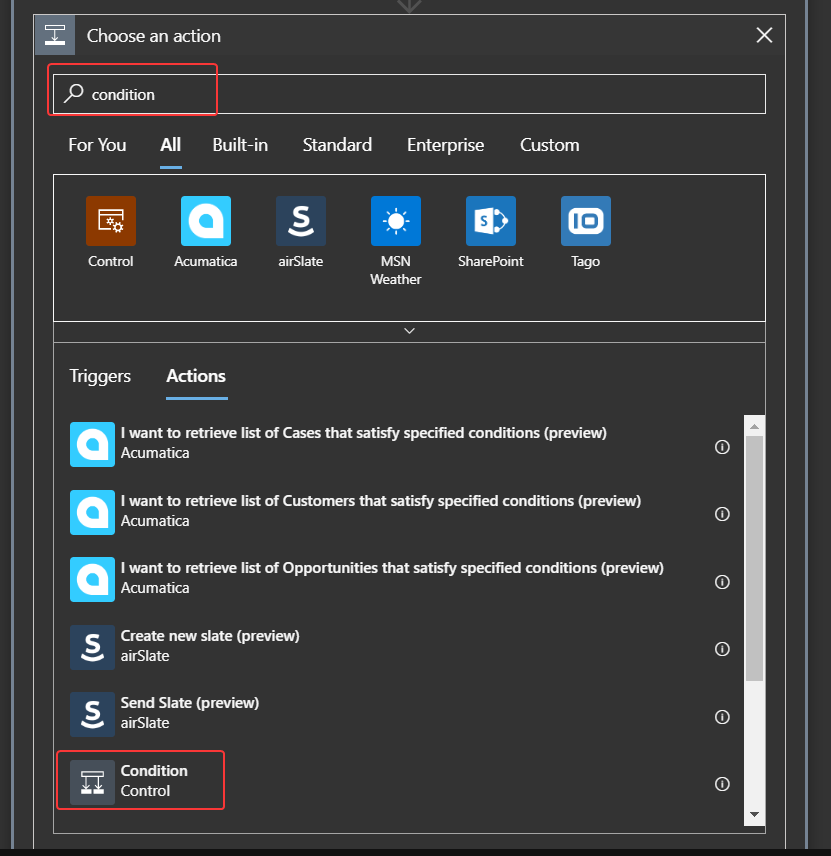 Choose an action
condition
For You All Built-in Standard Enterprise Custom
Control Acumatica airSlate MSN Weather SharePoint Tago
Triggers Actions
I want to retrieve list of Cases that satisfy specified conditions (preview)
Acumatica
I want to retrieve list of Customers that satisfy specified conditions (preview)
Acumatica
I want to retrieve list of Opportunities that satisfy specified conditions (preview)
Acumatica
Create new slate (preview)
airSlate
Send Slate (preview)
airSlate
Condition
Control